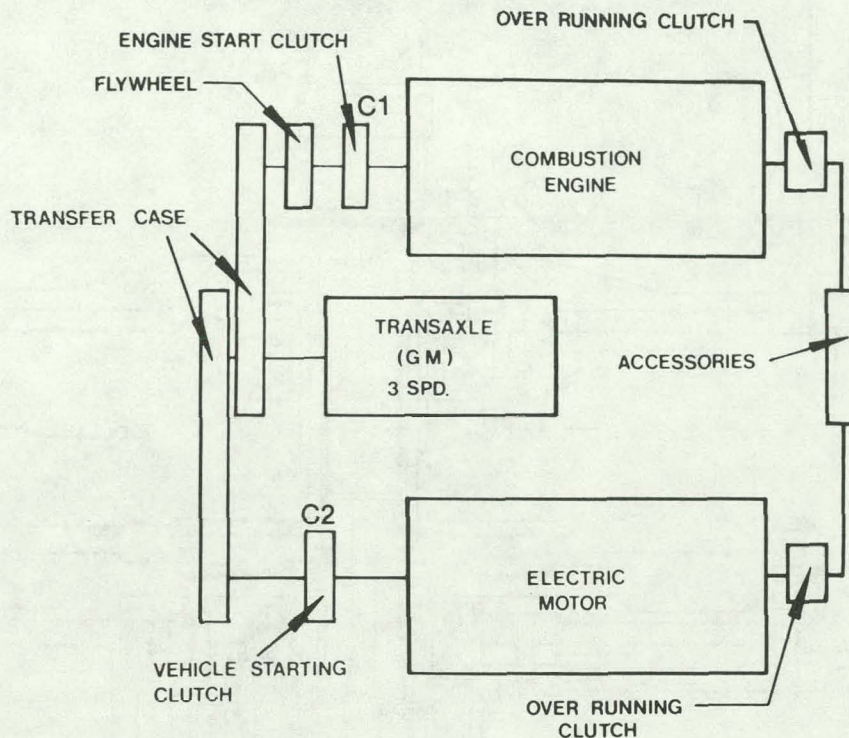 OVER RUNNING CLUTCH
ENGINE START CLUTCH
FLYWHEEL
C1
COMBUSTION
ENGINE
TRANSFER CASE
TRANSAXLE
(GM)
3 SPD.
ACCESSORIES
C2
ELECTRIC
MOTOR
VEHICLE STARTING
CLUTCH
OVER RUNNING
CLUTCH